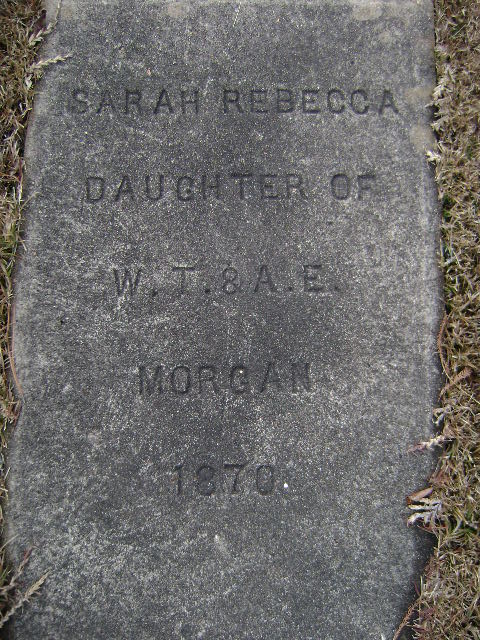 SARAH REBECCA
DAUGHTER OF
W. T. & A. E.
MORGAN
1870